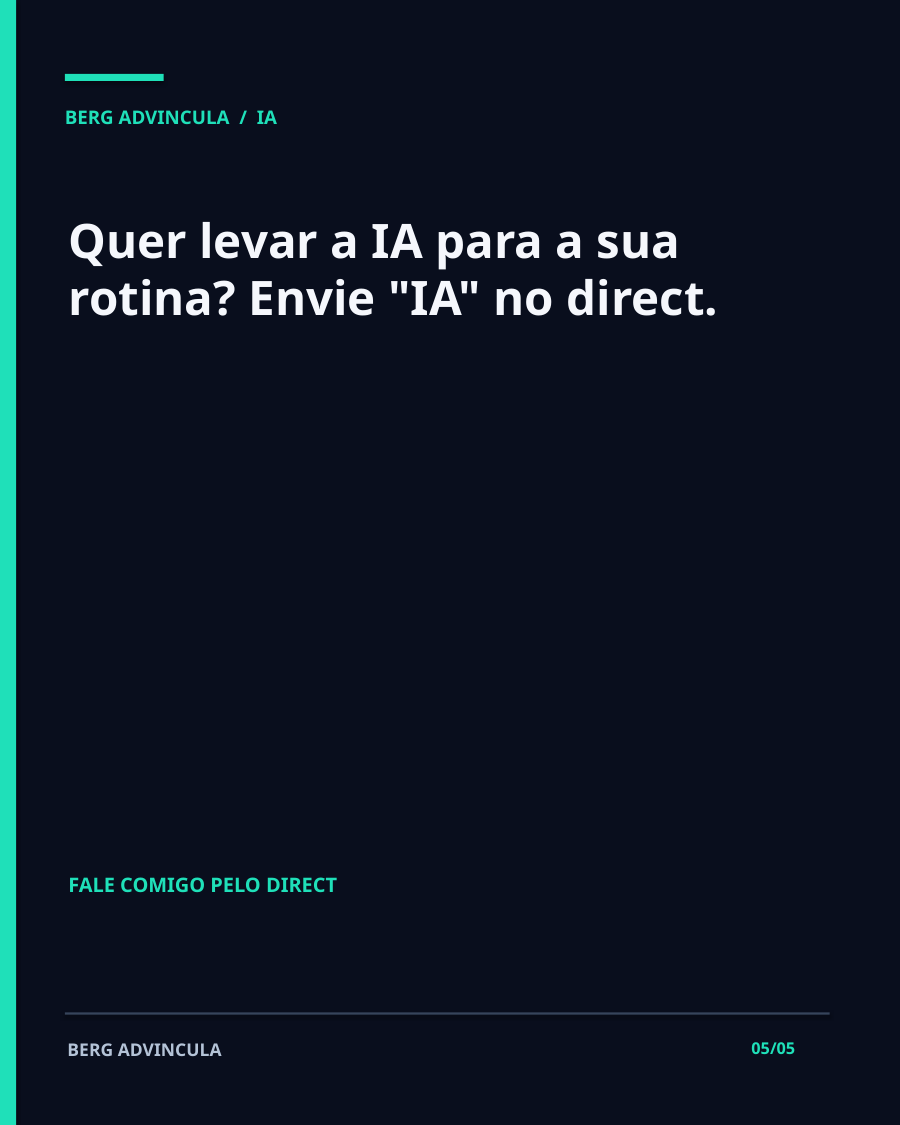 BERG ADVINCULA / IA
Quer levar a IA para a sua
rotina? Envie "IA" no direct.
FALE COMIGO PELO DIRECT
BERG ADVINCULA
05/05